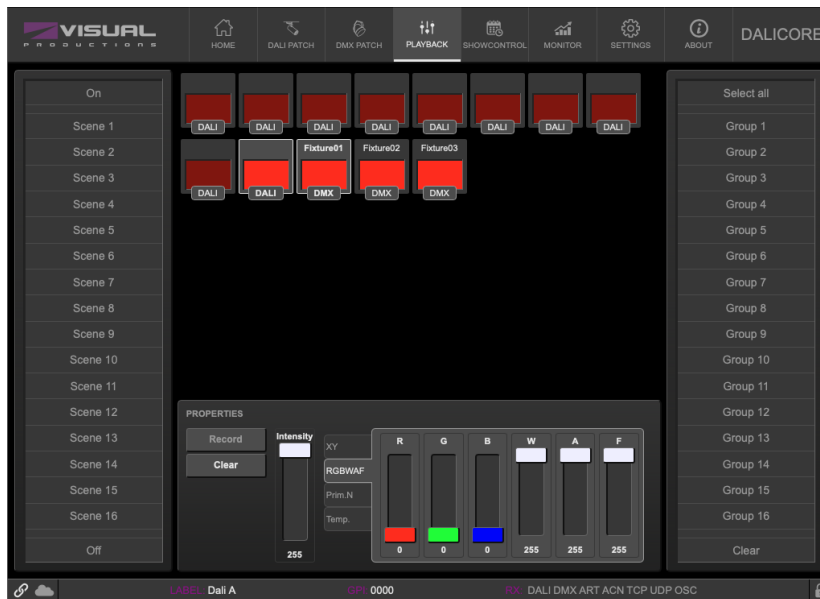 VISUAL
PRODUCTIONS
HOME
DALI PATCH
DMX PATCH
PLAYBACK
SHOWCONTROL
MONITOR
SETTINGS
ABOUT
DALICORE
On
Scene 1
Scene 2
Scene 3
Scene 4
Scene 5
Scene 6
Scene 7
Scene 8
Scene 9
Scene 10
Scene 11
Scene 12
Scene 13
Scene 14
Scene 15
Scene 16
Off
DALI DALI DALI DALI DALI DALI DALI DALI
Fixture01 Fixture02 Fixture03
DALI DALI DMX DMX DMX
PROPERTIES
Record
Clear
Intensity
255
XY
RGBWAF
Prim.N
Temp.
R G B W A F
0 0 0 255 255 255
Select all
Group 1
Group 2
Group 3
Group 4
Group 5
Group 6
Group 7
Group 8
Group 9
Group 10
Group 11
Group 12
Group 13
Group 14
Group 15
Group 16
Clear
LABEL: Dali A
GPI: 0000
RX: DALI DMX ART ACN TCP UDP OSC